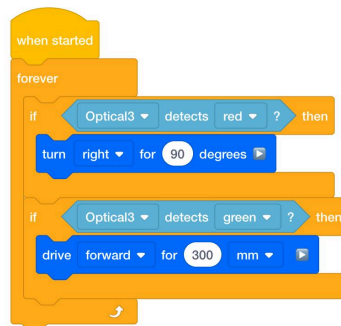 when started
forever
if Optical3 detects red ? then
turn right for 90 degrees
if Optical3 detects green ? then
drive forward for 300 mm